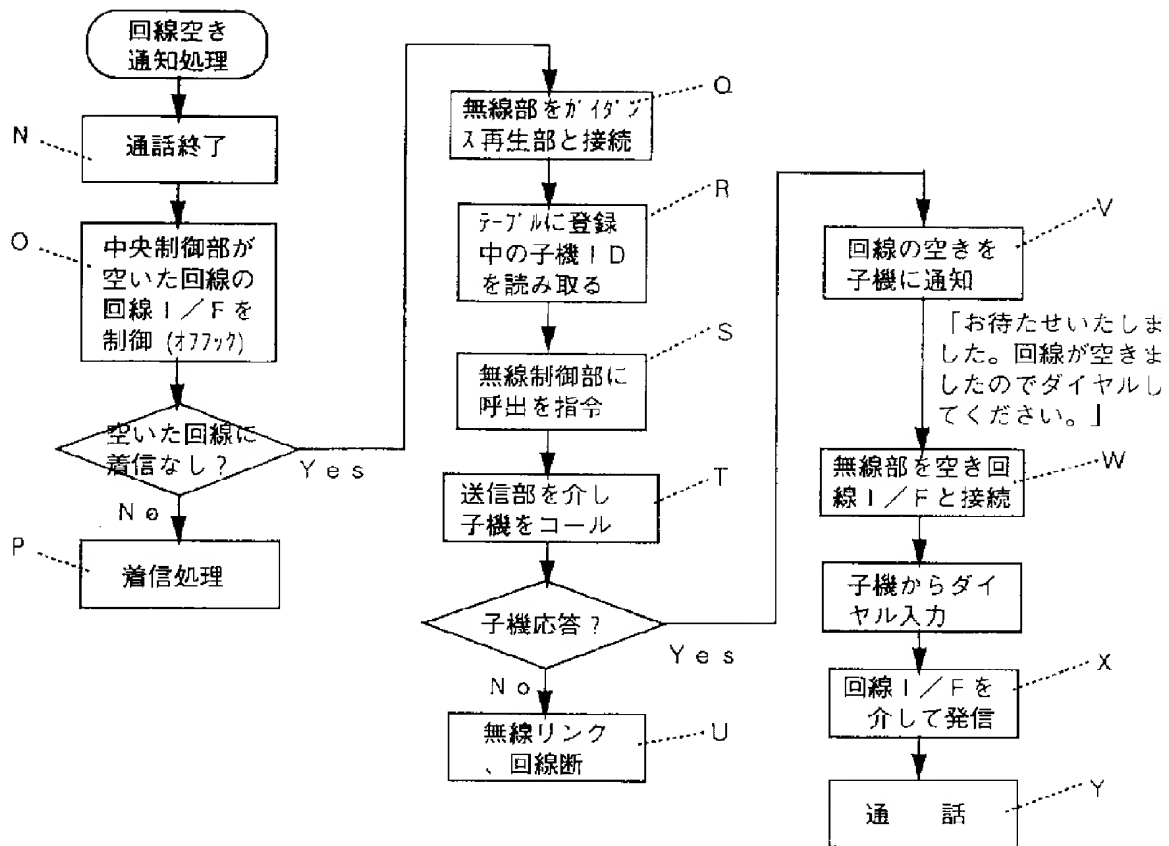 回線空き
通知処理
N
通話終了
O
中央制御部が
空いた回線の
回線I/Fを
制御(オフフック)
空いた回線に
着信なし?
Yes
No
P
着信処理
Q
無線部をガイダン
ス再生部と接続
R
テーブルに登録
中の子機ID
を読み取る
S
無線制御部に
呼出を指令
T
送信部を介し
子機をコール
子機応答?
Yes
No
U
無線リンク
、回線断
V
回線の空きを
子機に通知
「お待たせいたしま
した。回線が空きま
したのでダイヤルし
てください。」
W
無線部を空き回
線I/Fと接続
子機からダイ
ヤル入力
X
回線I/Fを
介して発信
Y
通 話